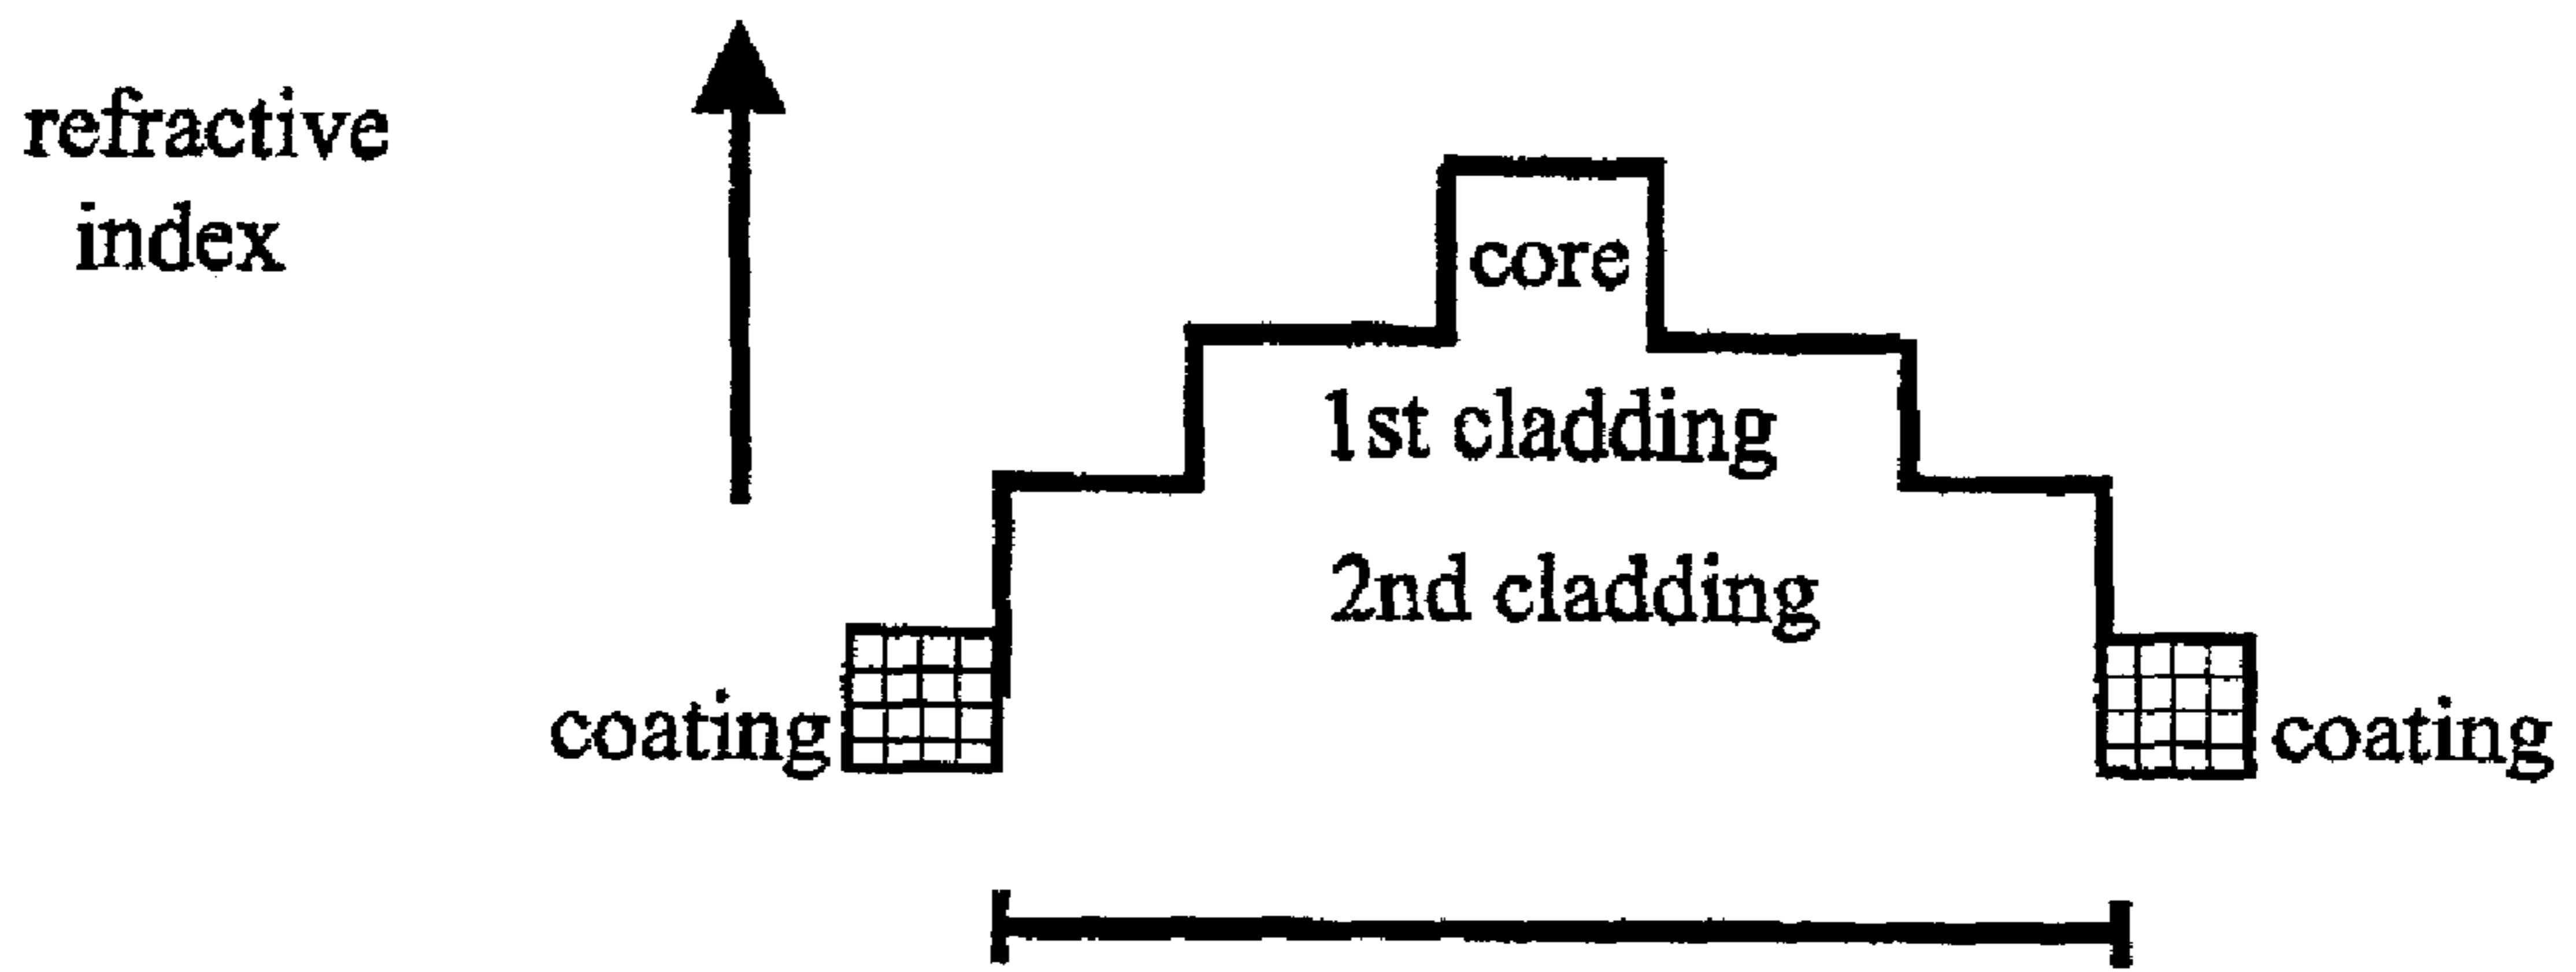 refractive
index
core
1st cladding
2nd cladding
coating
coating